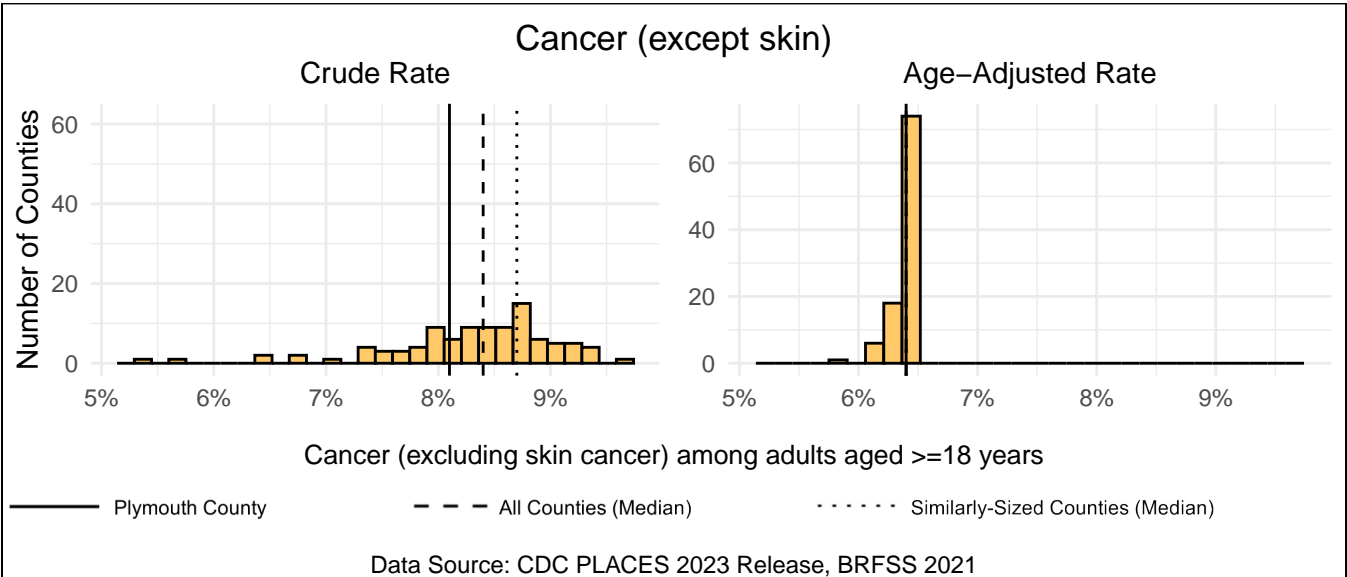 Cancer (except skin)
Crude Rate
Age−Adjusted Rate
Number of Counties
60
40
20
0
5%
6%
7%
8%
9%
60
40
20
0
5%
6%
7%
8%
9%
Cancer (excluding skin cancer) among adults aged >=18 years
Plymouth County
All Counties (Median)
Similarly-Sized Counties (Median)
Data Source: CDC PLACES 2023 Release, BRFSS 2021